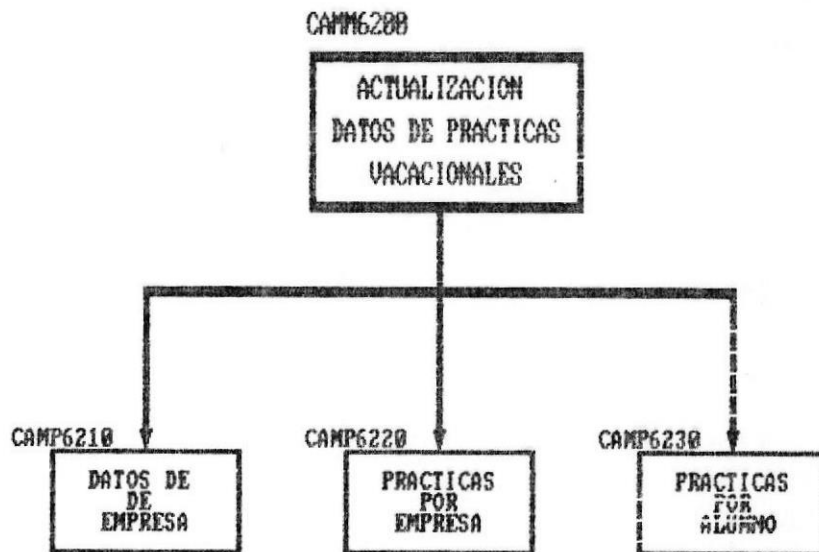 CAMM6200
ACTUALIZACION
DATOS DE PRACTICAS
VACACIONALES
CAMP6210
DATOS DE
DE
EMPRESA
CAMP6220
PRACTICAS
POR
EMPRESA
CAMP6230
PRACTICAS
POR
ALUMNO